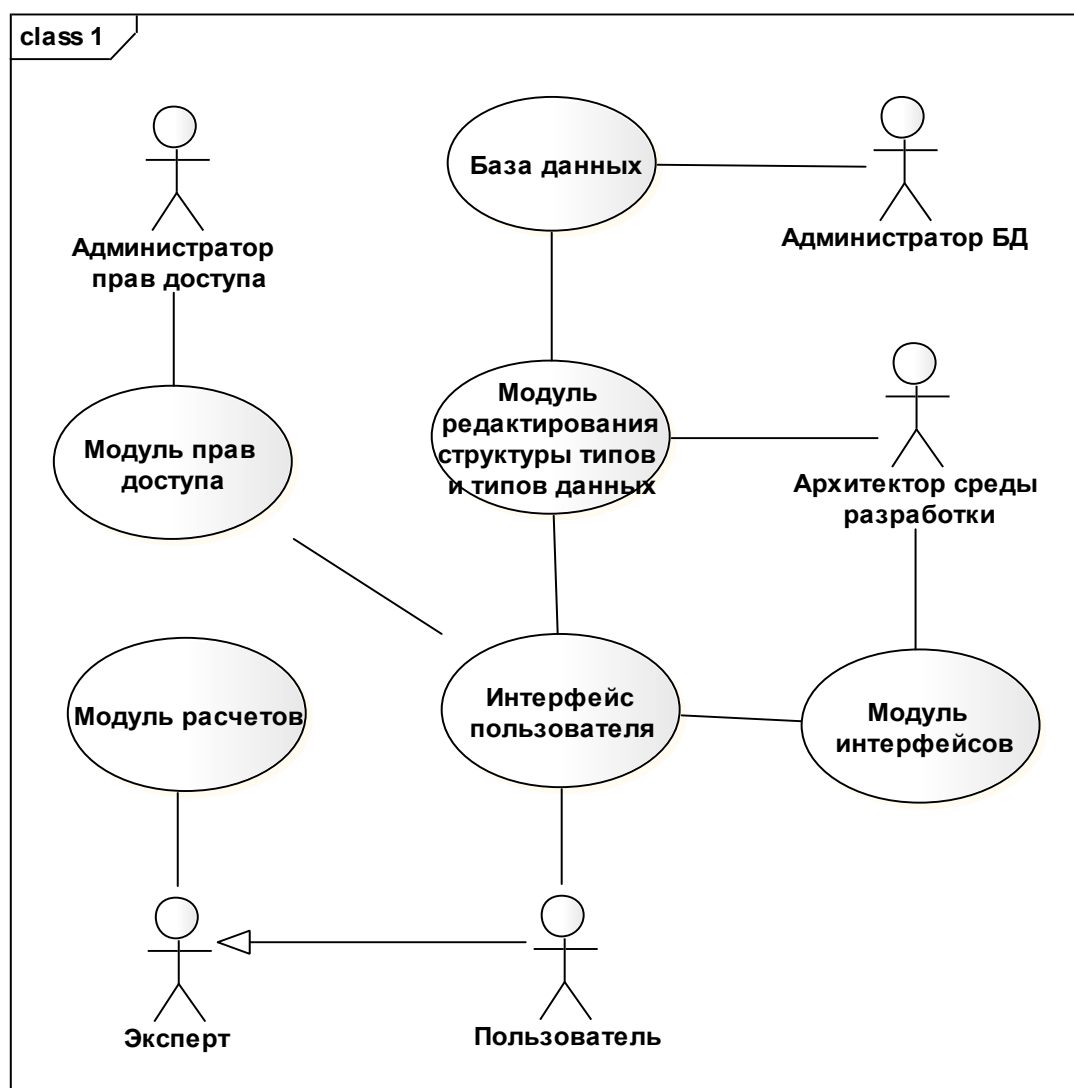 class 1
Администратор
прав доступа
База данных
Администратор БД
Модуль прав
доступа
Модуль
редактирования
структуры типов
и типов данных
Архитектор среды
разработки
Модуль расчетов
Интерфейс
пользователя
Модуль
интерфейсов
Эксперт
Пользователь